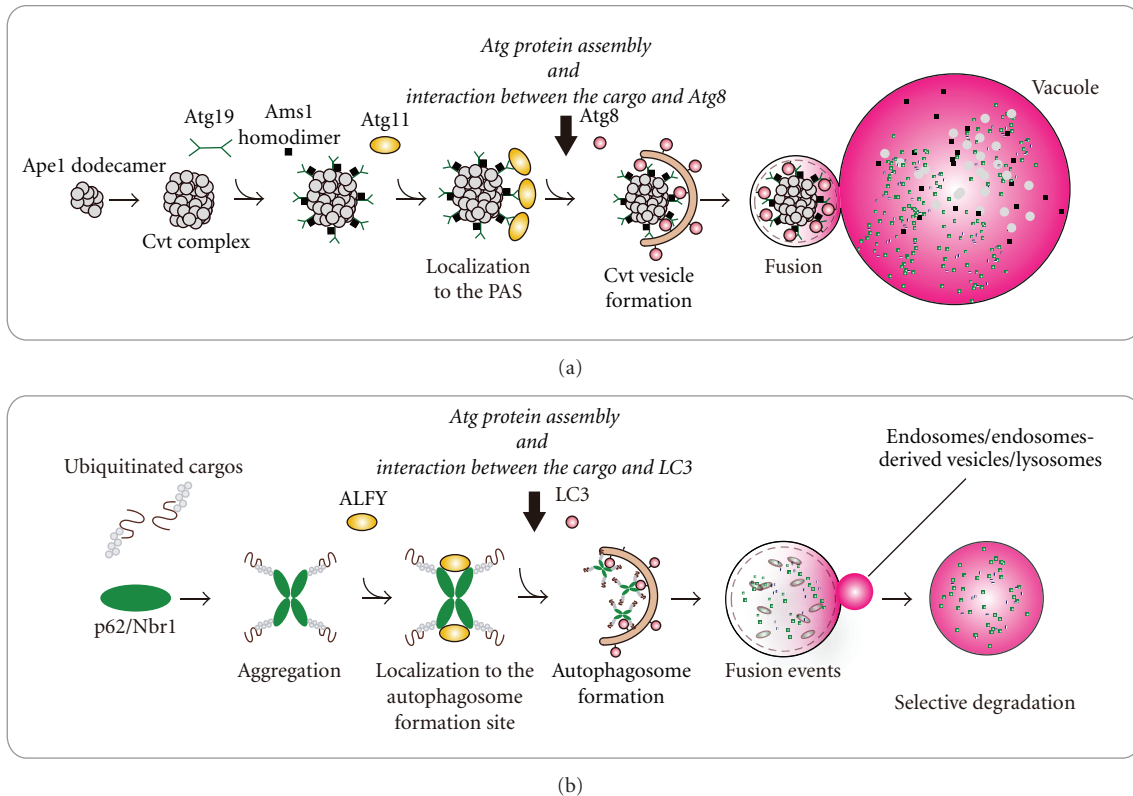 Atg protein assembly
and
interaction between the cargo and Atg8
Vacuole
Atg19
Ams1
homodimer
Atg11
Atg8
Ape1 dodecamer
Cvt complex
Localization
to the PAS
Cvt vesicle
formation
Fusion
(a)
Atg protein assembly
and
interaction between the cargo and LC3
Endosomes/endosomes-
derived vesicles/lysosomes
Ubiquitinated cargos
ALFY
LC3
p62/Nbr1
Aggregation
Localization to the
autophagosome
formation site
Autophagosome
formation
Fusion events
Selective degradation
(b)